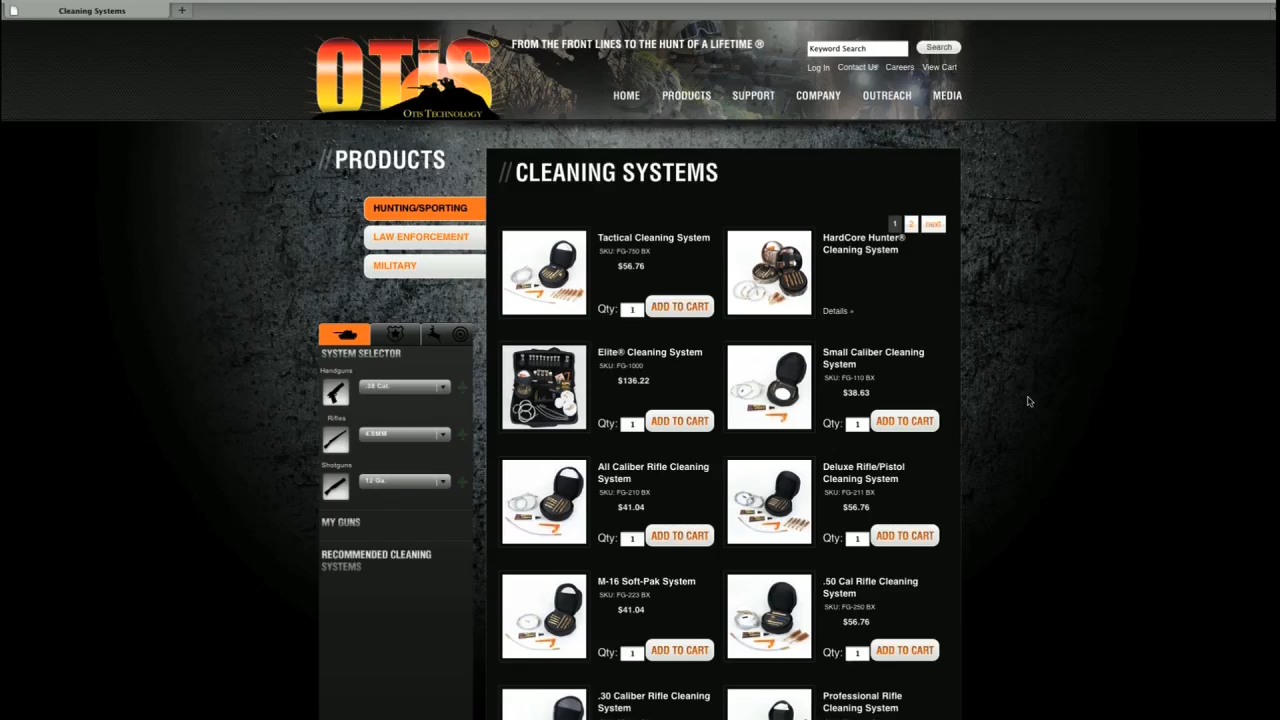 Cleaning Systems
+
OTiS®
OTIS TECHNOLOGY
FROM THE FRONT LINES TO THE HUNT OF A LIFETIME ®
Keyword Search
Search
Log In
Contact Us
Careers
View Cart
HOME
PRODUCTS
SUPPORT
COMPANY
OUTREACH
MEDIA
//PRODUCTS
HUNTING/SPORTING
LAW ENFORCEMENT
MILITARY
SYSTEM SELECTOR
Handguns
.38 Cal.
Rifles
4.5MM
Shotguns
12 Ga.
MY GUNS
RECOMMENDED CLEANING
SYSTEMS
//CLEANING SYSTEMS
1 2 next
Tactical Cleaning System
SKU: FG-750 BX
$56.76
Qty: 1 ADD TO CART
HardCore Hunter®
Cleaning System
Details »
Elite® Cleaning System
SKU: FG-1000
$136.22
Qty: 1 ADD TO CART
Small Caliber Cleaning
System
SKU: FG-110 BX
$38.63
Qty: 1 ADD TO CART
All Caliber Rifle Cleaning
System
SKU: FG-210 BX
$41.04
Qty: 1 ADD TO CART
Deluxe Rifle/Pistol
Cleaning System
SKU: FG-211 BX
$56.76
Qty: 1 ADD TO CART
M-16 Soft-Pak System
SKU: FG-223 BX
$41.04
Qty: 1 ADD TO CART
.50 Cal Rifle Cleaning
System
SKU: FG-250 BX
$56.76
Qty: 1 ADD TO CART
.30 Caliber Rifle Cleaning
System
Professional Rifle
Cleaning System